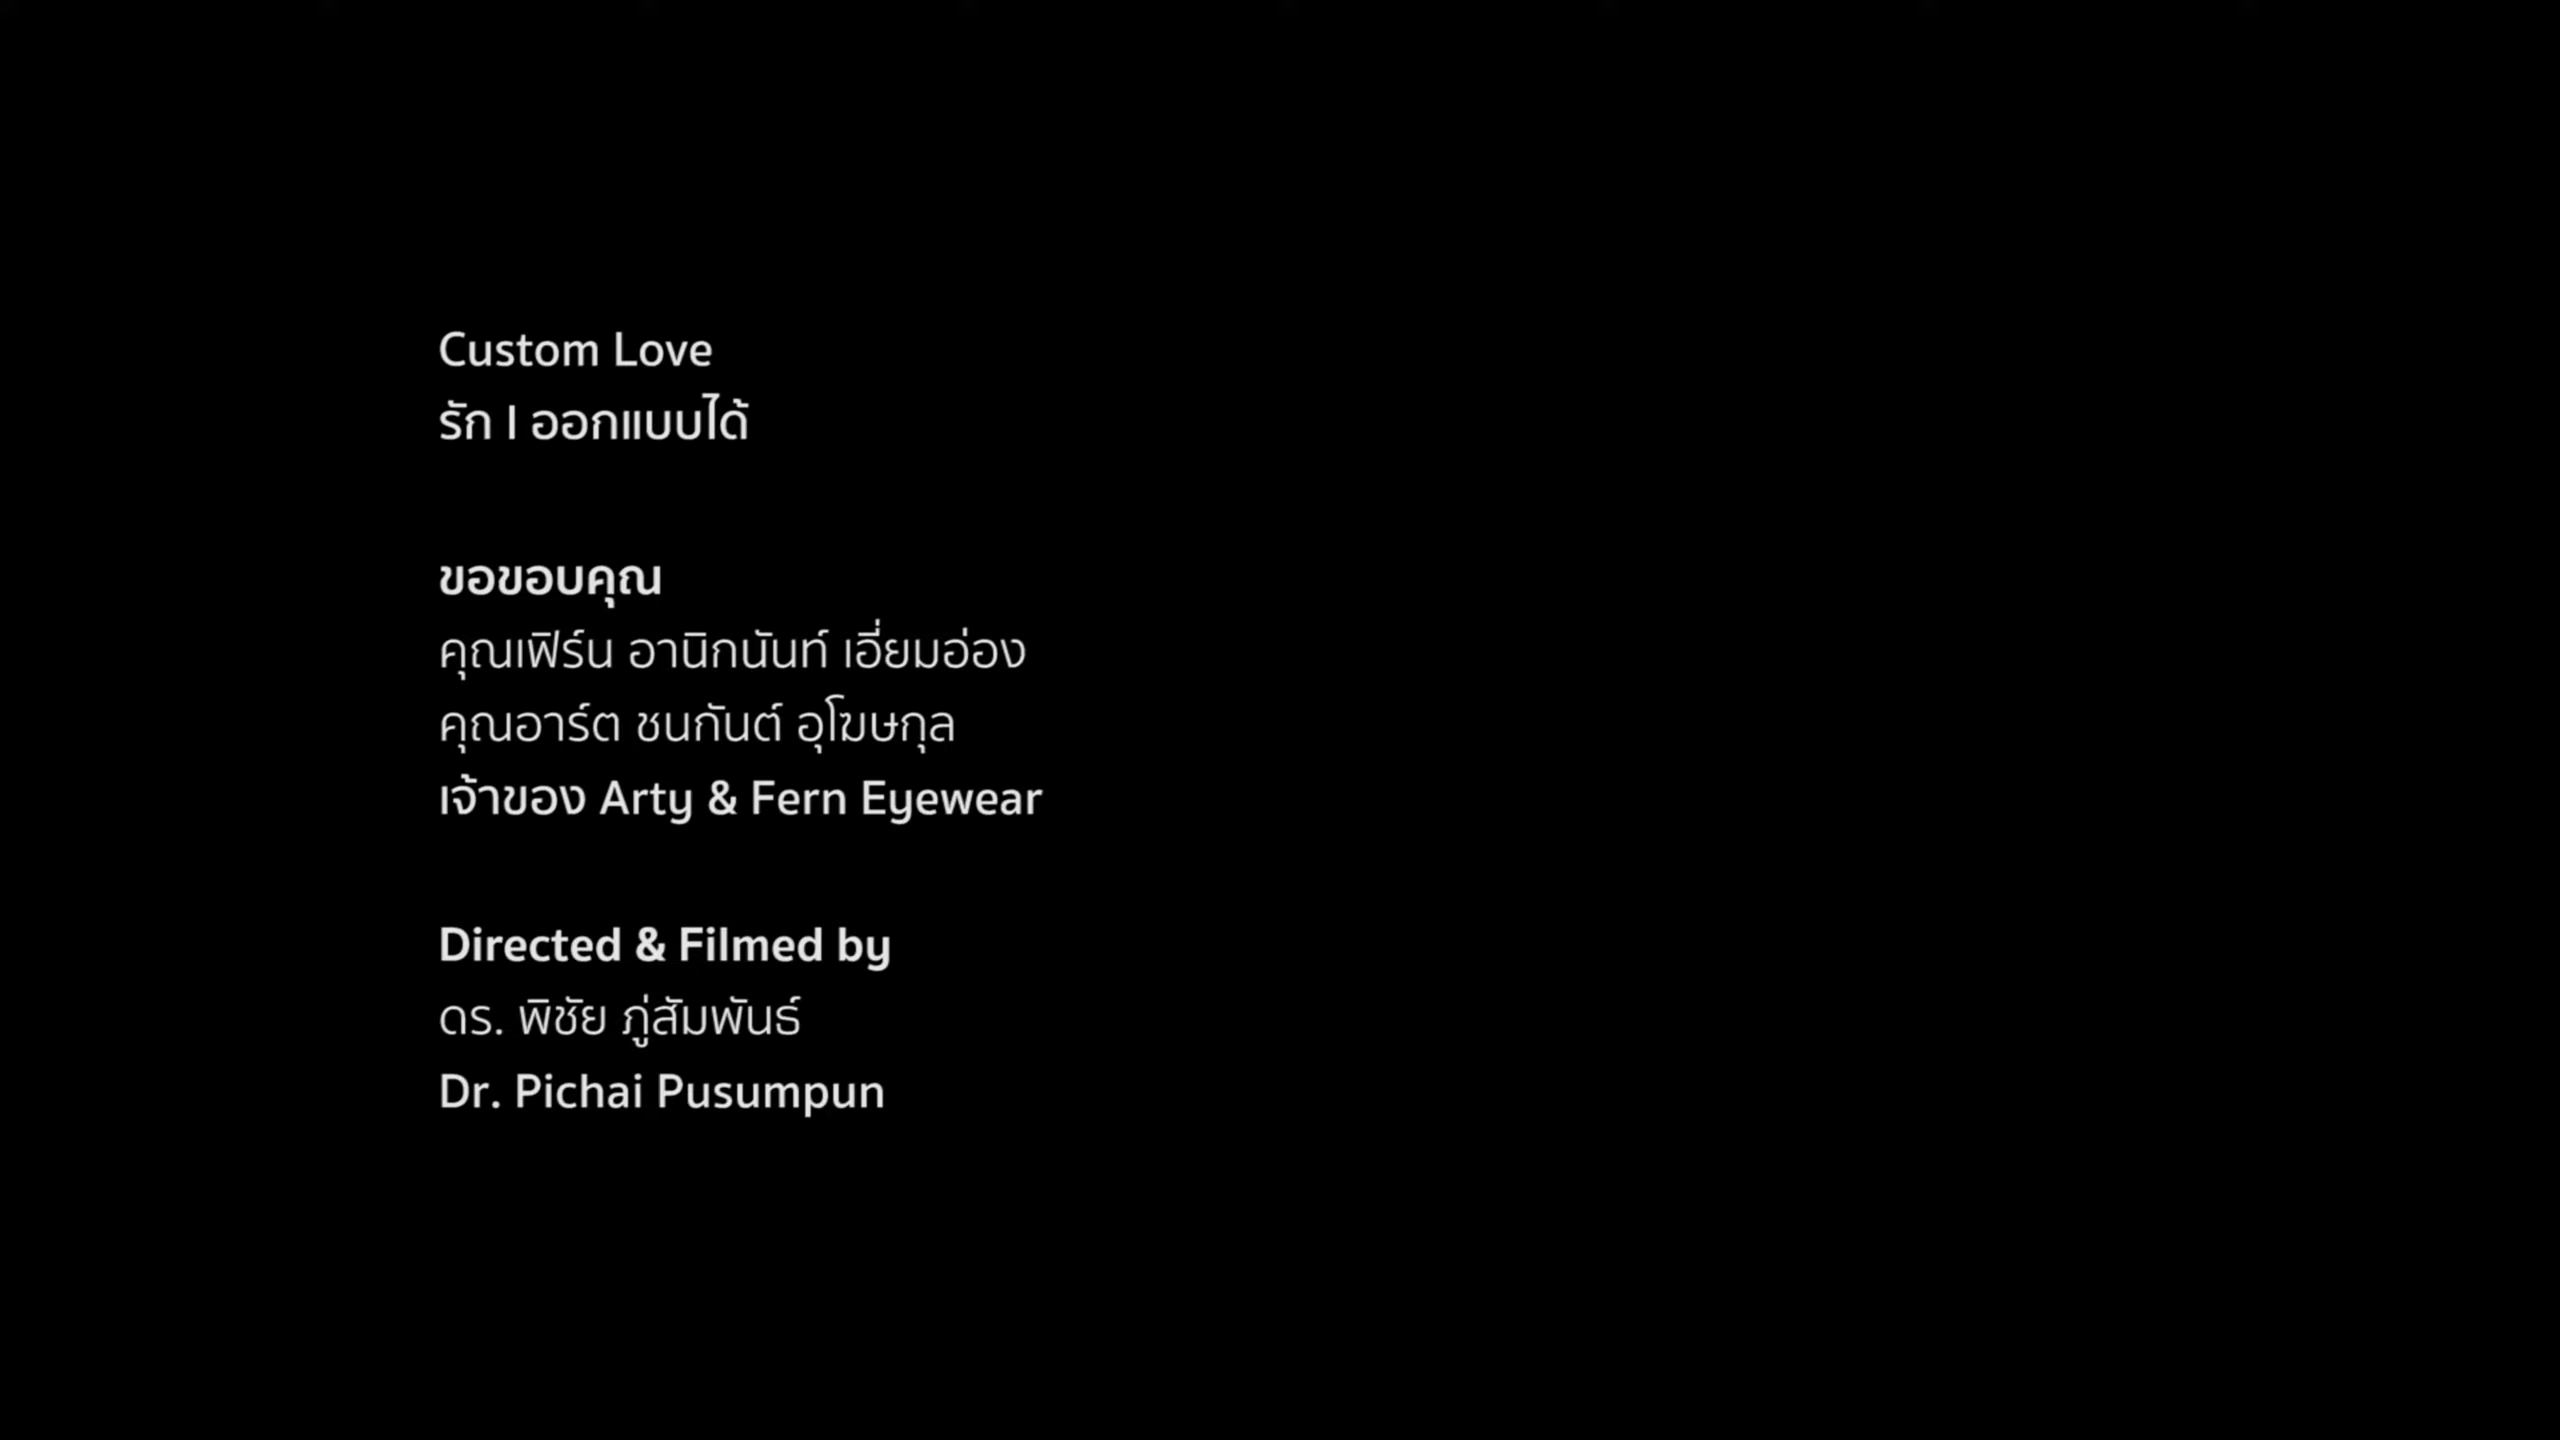 Custom Love
รัก I ออกแบบได้
ขอขอบคุณ
คุณเฟิร์น อานิกนันท์ เอี่ยมอ่อง
คุณอาร์ต ชนกันต์ อุโฆษกุล
เจ้าของ Arty & Fern Eyewear
Directed & Filmed by
ดร. พิชัย ภู่สัมพันธ์
Dr. Pichai Pusumpun